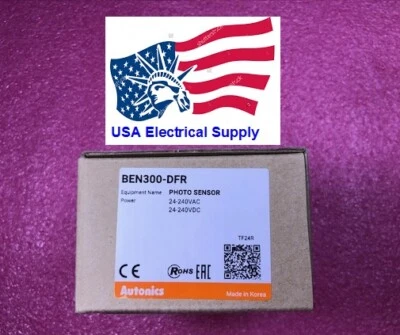 USA Electrical Supply
BEN300-DFR
Equipment Name PHOTO SENSOR
Power 24-240VAC
24-240VDC
TF24R
CE RoHS EAC
Autonics
Made in Korea